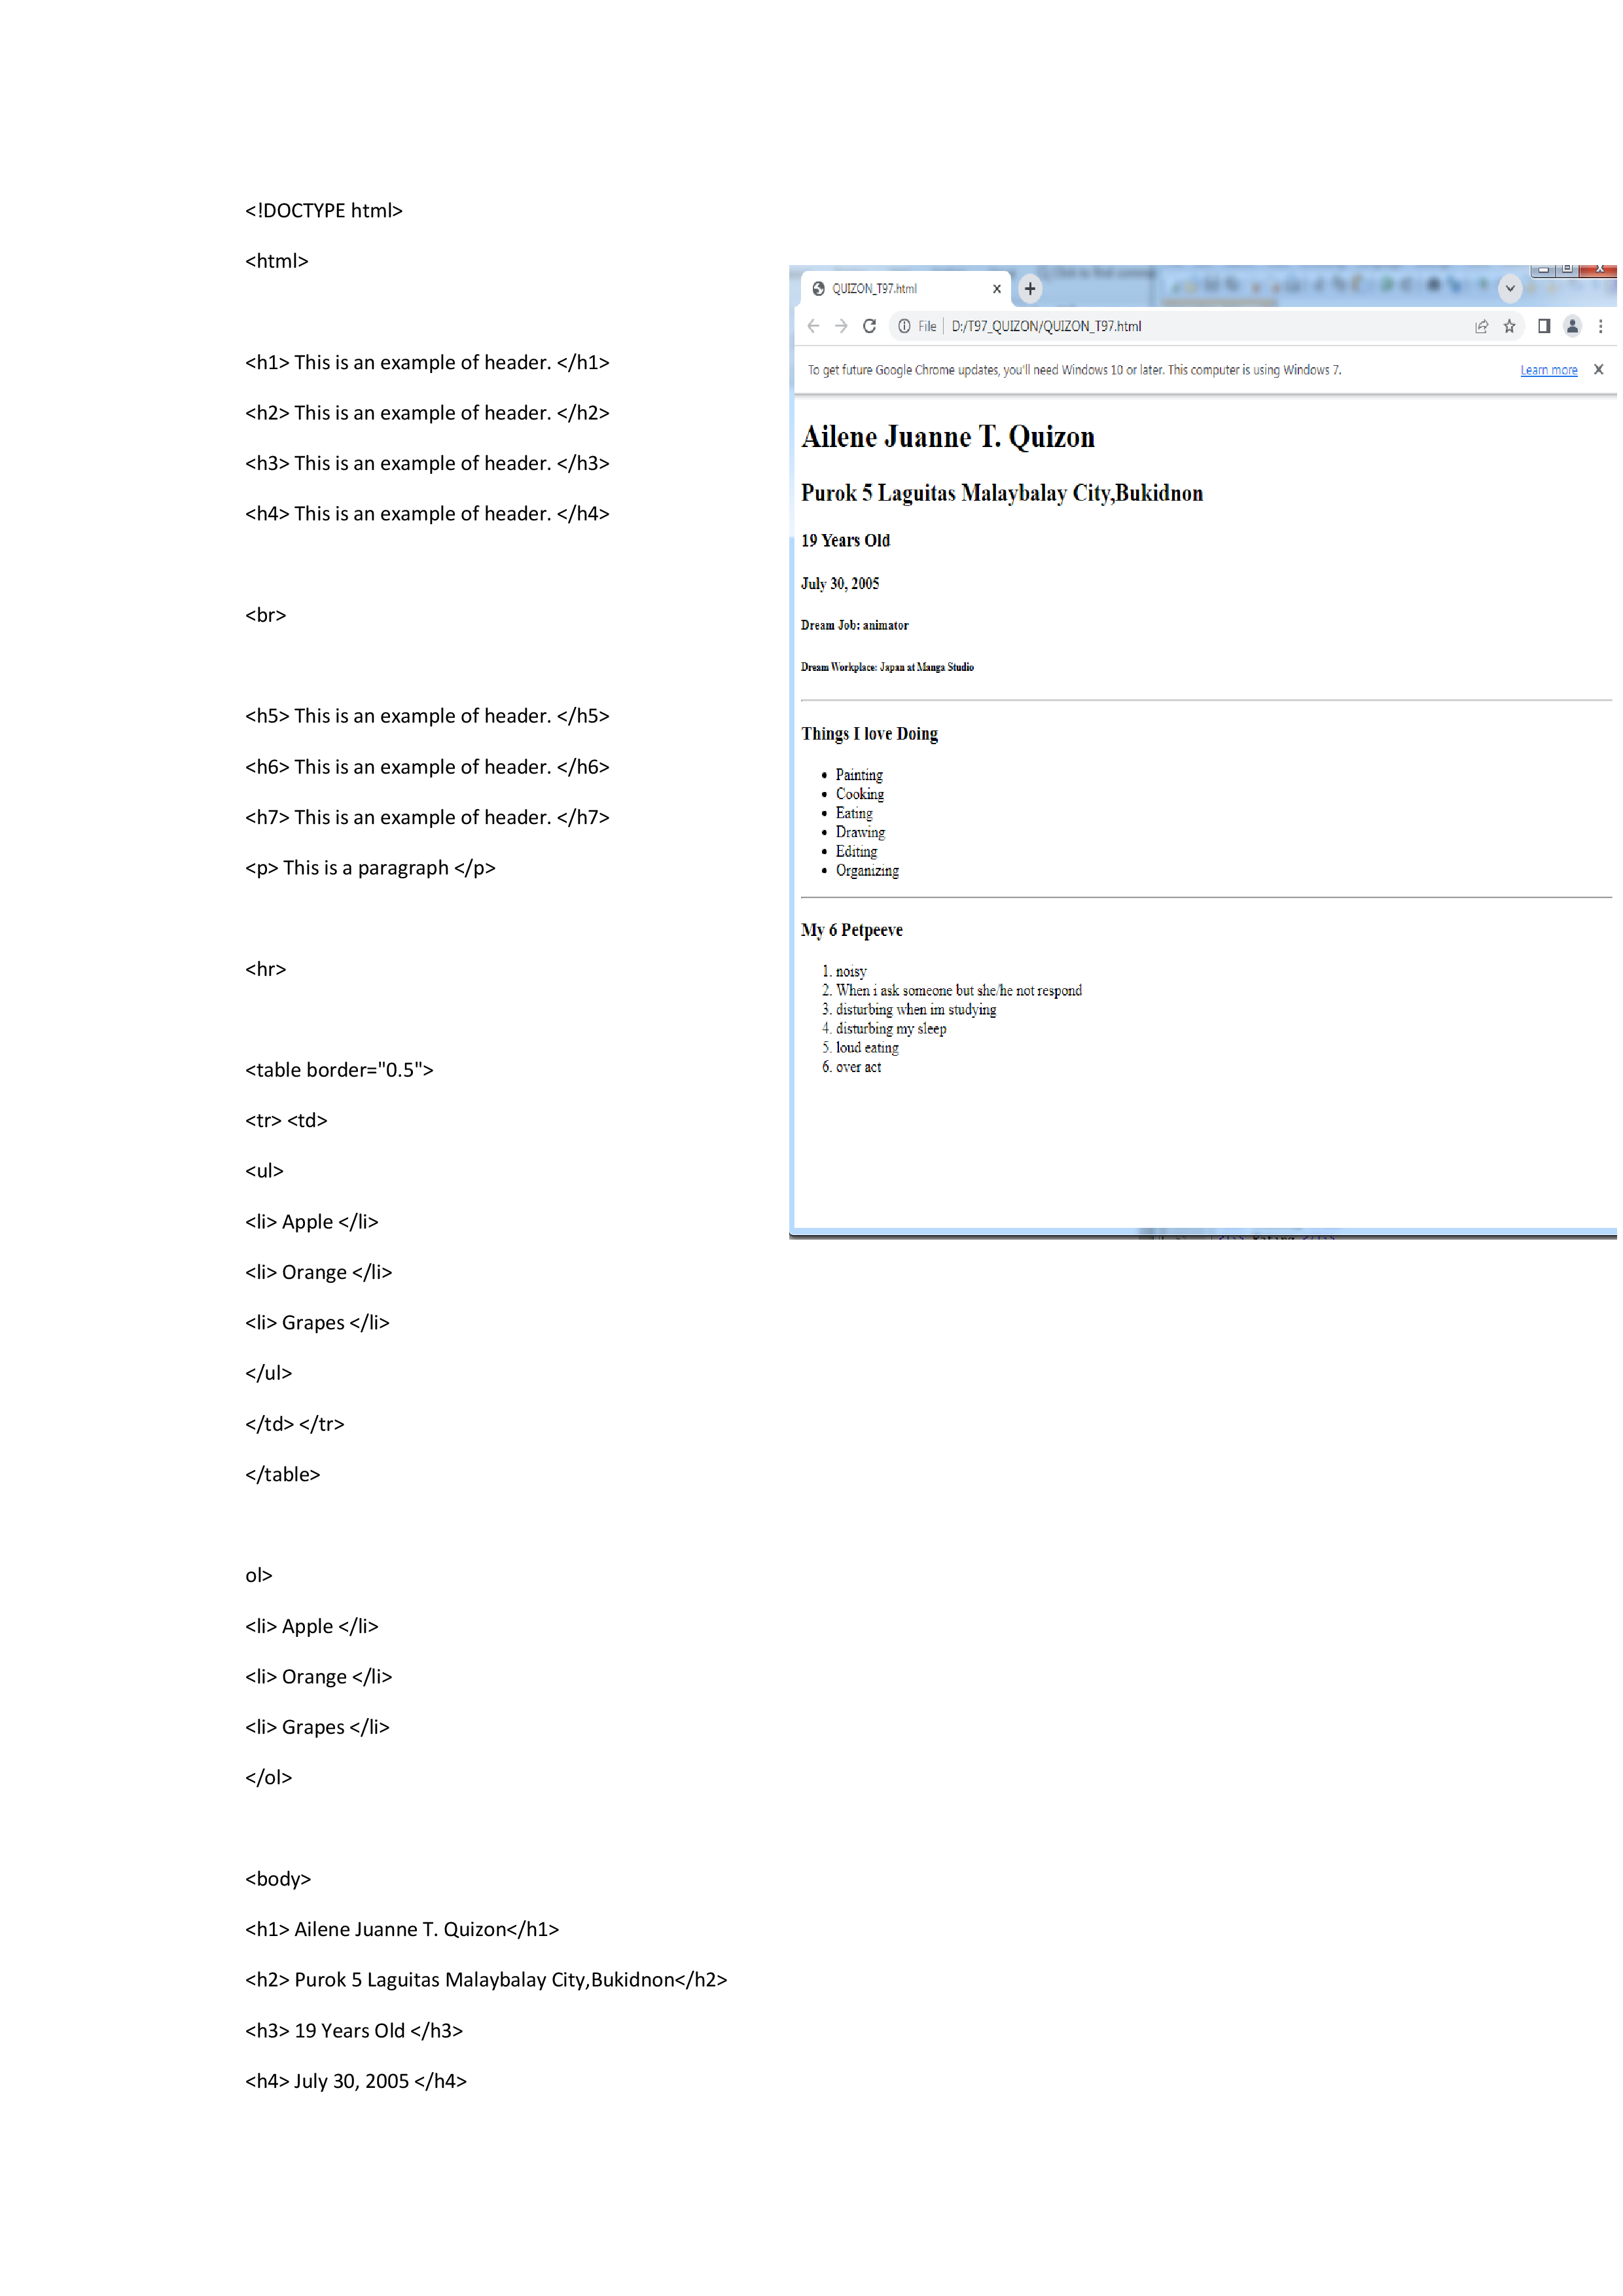 <!DOCTYPE html>
<html>
<h1> This is an example of header. </h1>
<h2> This is an example of header. </h2>
<h3> This is an example of header. </h3>
<h4> This is an example of header. </h4>
<br>
<h5> This is an example of header. </h5>
<h6> This is an example of header. </h6>
<h7> This is an example of header. </h7>
<p> This is a paragraph </p>
<hr>
<table border="0.5">
<tr> <td>
<ul>
<li> Apple </li>
<li> Orange </li>
<li> Grapes </li>
</ul>
</td> </tr>
</table>
ol>
<li> Apple </li>
<li> Orange </li>
<li> Grapes </li>
</ol>
<body>
<h1> Ailene Juanne T. Quizon</h1>
<h2> Purok 5 Laguitas Malaybalay City,Bukidnon</h2>
<h3> 19 Years Old </h3>
<h4> July 30, 2005 </h4>
QUIZON_T97.html
File D:/T97_QUIZON/QUIZON_T97.html
To get future Google Chrome updates, you'll need Windows 10 or later. This computer is using Windows 7. Learn more
Ailene Juanne T. Quizon
Purok 5 Laguitas Malaybalay City,Bukidnon
19 Years Old
July 30, 2005
Dream Job: animator
Dream Workplace: Japan at Manga Studio
Things I love Doing
• Painting
• Cooking
• Eating
• Drawing
• Editing
• Organizing
My 6 Petpeeve
1. noisy
2. When i ask someone but she/he not respond
3. disturbing when im studying
4. disturbing my sleep
5. loud eating
6. over act